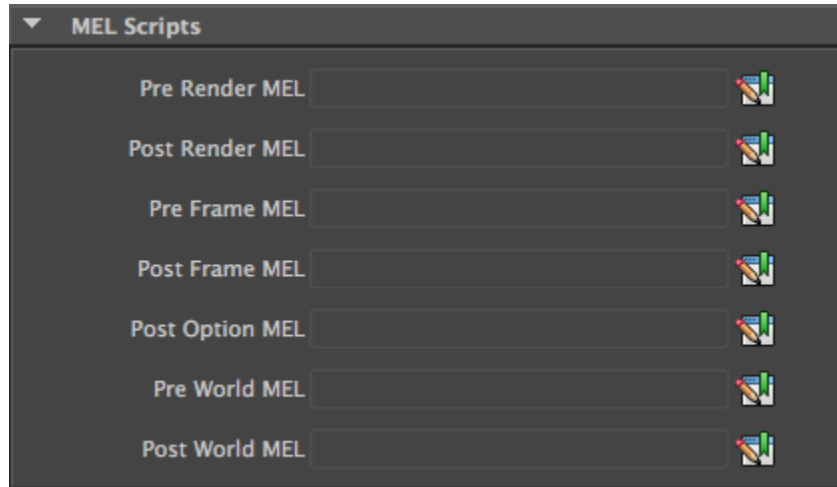 MEL Scripts
Pre Render MEL
Post Render MEL
Pre Frame MEL
Post Frame MEL
Post Option MEL
Pre World MEL
Post World MEL